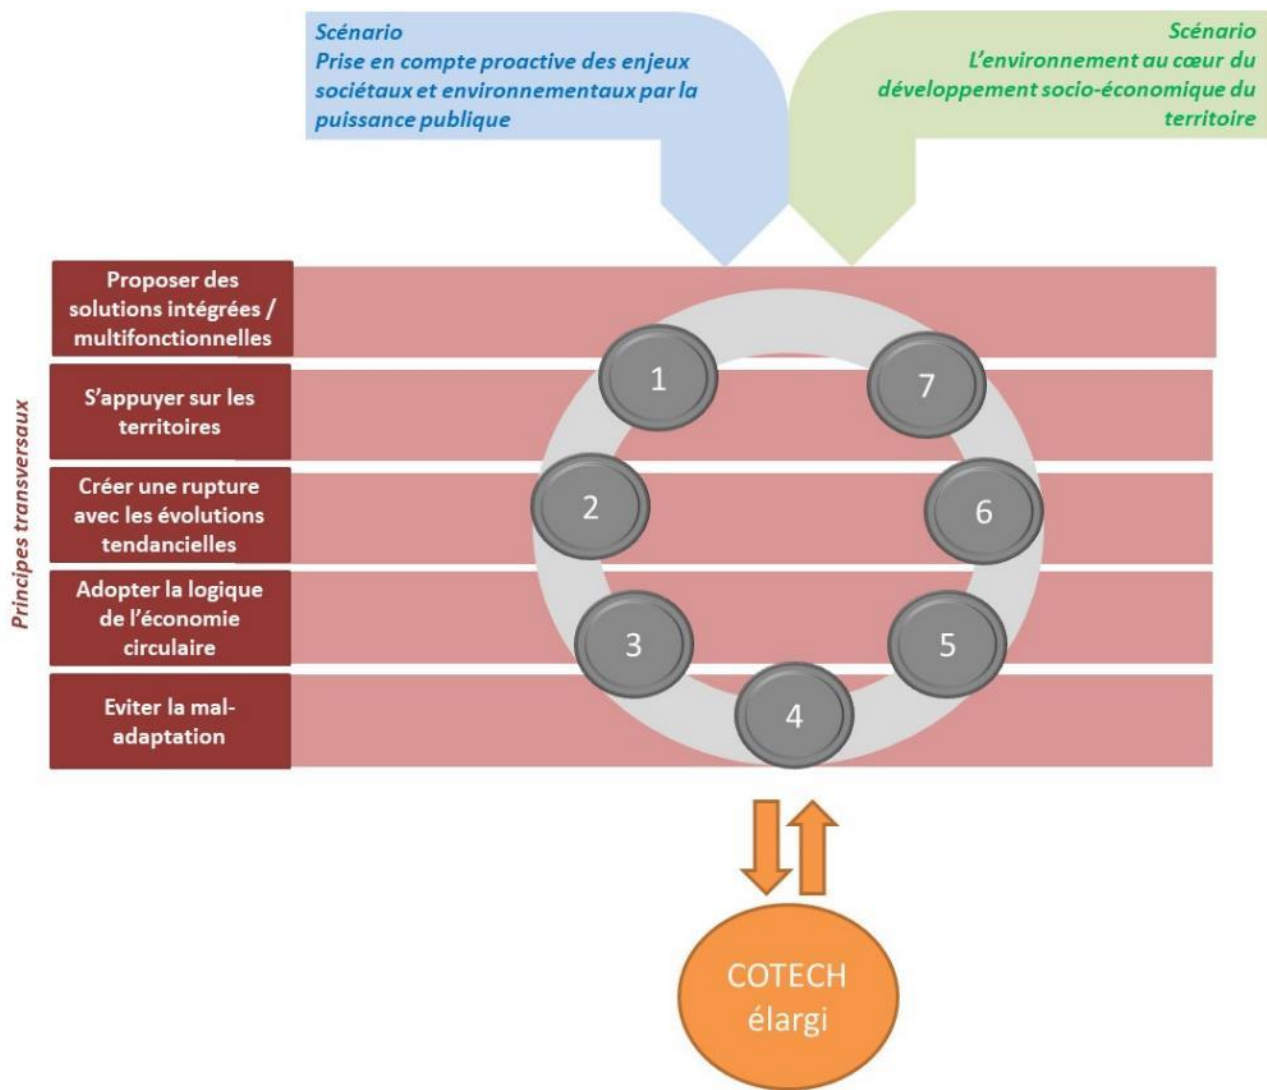 Scénario
Prise en compte proactive des enjeux
sociétaux et environnementaux par la
puissance publique
Scénario
L'environnement au cœur du
développement socio-économique du
territoire
Principes transversaux
Proposer des
solutions intégrées /
multifonctionnelles
S'appuyer sur les
territoires
Créer une rupture
avec les évolutions
tendancielles
Adopter la logique
de l'économie
circulaire
Eviter la mal-
adaptation
1
2
3
4
5
6
7
COTECH
élargi